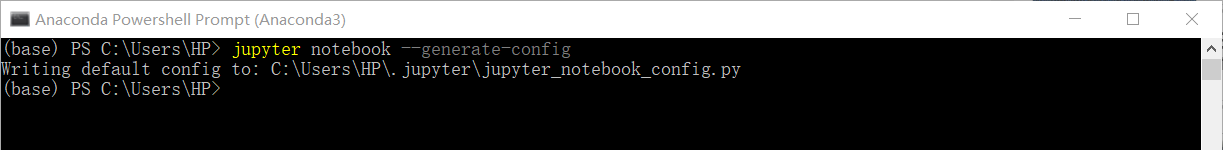 Anaconda Powershell Prompt (Anaconda3)
(base) PS C:\Users\HP> jupyter notebook --generate-config
Writing default config to: C:\Users\HP\.jupyter\jupyter_notebook_config.py
(base) PS C:\Users\HP>